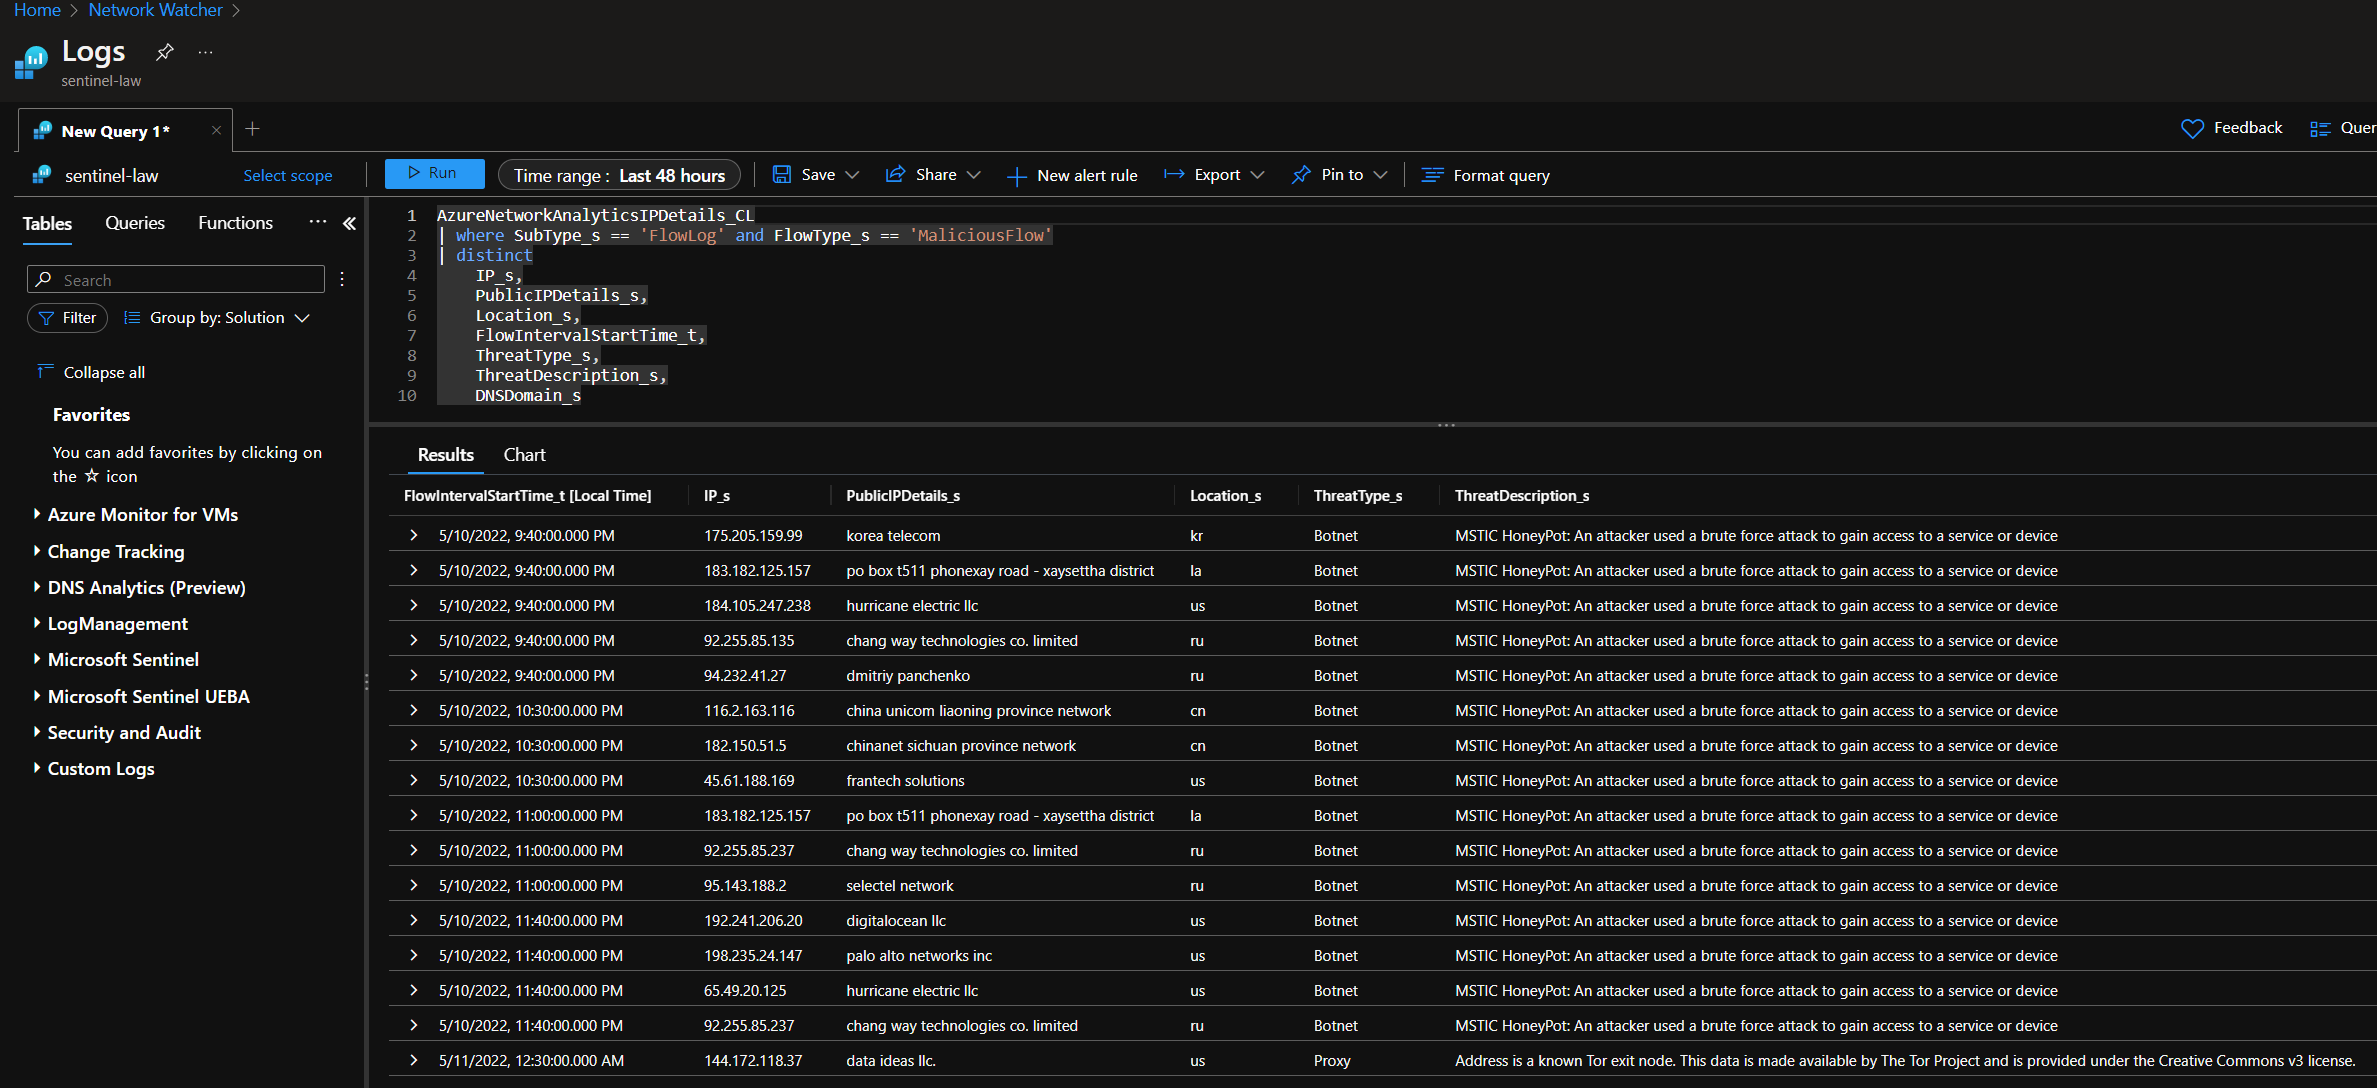 Home > Network Watcher >
Logs
sentinel-law
New Query 1*
Feedback
Quer
sentinel-law Select scope
Run
Time range : Last 48 hours
Save
Share
New alert rule
Export
Pin to
Format query
Tables Queries Functions ... «
Search
Filter Group by: Solution
Collapse all
Favorites
You can add favorites by clicking on
the ☆ icon
Azure Monitor for VMs
Change Tracking
DNS Analytics (Preview)
LogManagement
Microsoft Sentinel
Microsoft Sentinel UEBA
Security and Audit
Custom Logs
1 AzureNetworkAnalyticsIPDetails_CL
2 | where SubType_s == 'FlowLog' and FlowType_s == 'MaliciousFlow'
3 | distinct
4 IP_s,
5 PublicIPDetails_s,
6 Location_s,
7 FlowIntervalStartTime_t,
8 ThreatType_s,
9 ThreatDescription_s,
10 DNSDomain_s
Results Chart
FlowIntervalStartTime_t [Local Time] IP_s PublicIPDetails_s Location_s ThreatType_s ThreatDescription_s
5/10/2022, 9:40:00.000 PM 175.205.159.99 korea telecom kr Botnet MSTIC HoneyPot: An attacker used a brute force attack to gain access to a service or device
5/10/2022, 9:40:00.000 PM 183.182.125.157 po box t511 phonexay road - xaysettha district la Botnet MSTIC HoneyPot: An attacker used a brute force attack to gain access to a service or device
5/10/2022, 9:40:00.000 PM 184.105.247.238 hurricane electric llc us Botnet MSTIC HoneyPot: An attacker used a brute force attack to gain access to a service or device
5/10/2022, 9:40:00.000 PM 92.255.85.135 chang way technologies co. limited ru Botnet MSTIC HoneyPot: An attacker used a brute force attack to gain access to a service or device
5/10/2022, 9:40:00.000 PM 94.232.41.27 dmitriy panchenko ru Botnet MSTIC HoneyPot: An attacker used a brute force attack to gain access to a service or device
5/10/2022, 10:30:00.000 PM 116.2.163.116 china unicom liaoning province network cn Botnet MSTIC HoneyPot: An attacker used a brute force attack to gain access to a service or device
5/10/2022, 10:30:00.000 PM 182.150.51.5 chinanet sichuan province network cn Botnet MSTIC HoneyPot: An attacker used a brute force attack to gain access to a service or device
5/10/2022, 10:30:00.000 PM 45.61.188.169 frantech solutions us Botnet MSTIC HoneyPot: An attacker used a brute force attack to gain access to a service or device
5/10/2022, 11:00:00.000 PM 183.182.125.157 po box t511 phonexay road - xaysettha district la Botnet MSTIC HoneyPot: An attacker used a brute force attack to gain access to a service or device
5/10/2022, 11:00:00.000 PM 92.255.85.237 chang way technologies co. limited ru Botnet MSTIC HoneyPot: An attacker used a brute force attack to gain access to a service or device
5/10/2022, 11:00:00.000 PM 95.143.188.2 selectel network ru Botnet MSTIC HoneyPot: An attacker used a brute force attack to gain access to a service or device
5/10/2022, 11:40:00.000 PM 192.241.206.20 digitalocean llc us Botnet MSTIC HoneyPot: An attacker used a brute force attack to gain access to a service or device
5/10/2022, 11:40:00.000 PM 198.235.24.147 palo alto networks inc us Botnet MSTIC HoneyPot: An attacker used a brute force attack to gain access to a service or device
5/10/2022, 11:40:00.000 PM 65.49.20.125 hurricane electric llc us Botnet MSTIC HoneyPot: An attacker used a brute force attack to gain access to a service or device
5/10/2022, 11:40:00.000 PM 92.255.85.237 chang way technologies co. limited ru Botnet MSTIC HoneyPot: An attacker used a brute force attack to gain access to a service or device
5/11/2022, 12:30:00.000 AM 144.172.118.37 data ideas llc. us Proxy Address is a known Tor exit node. This data is made available by The Tor Project and is provided under the Creative Commons v3 license.